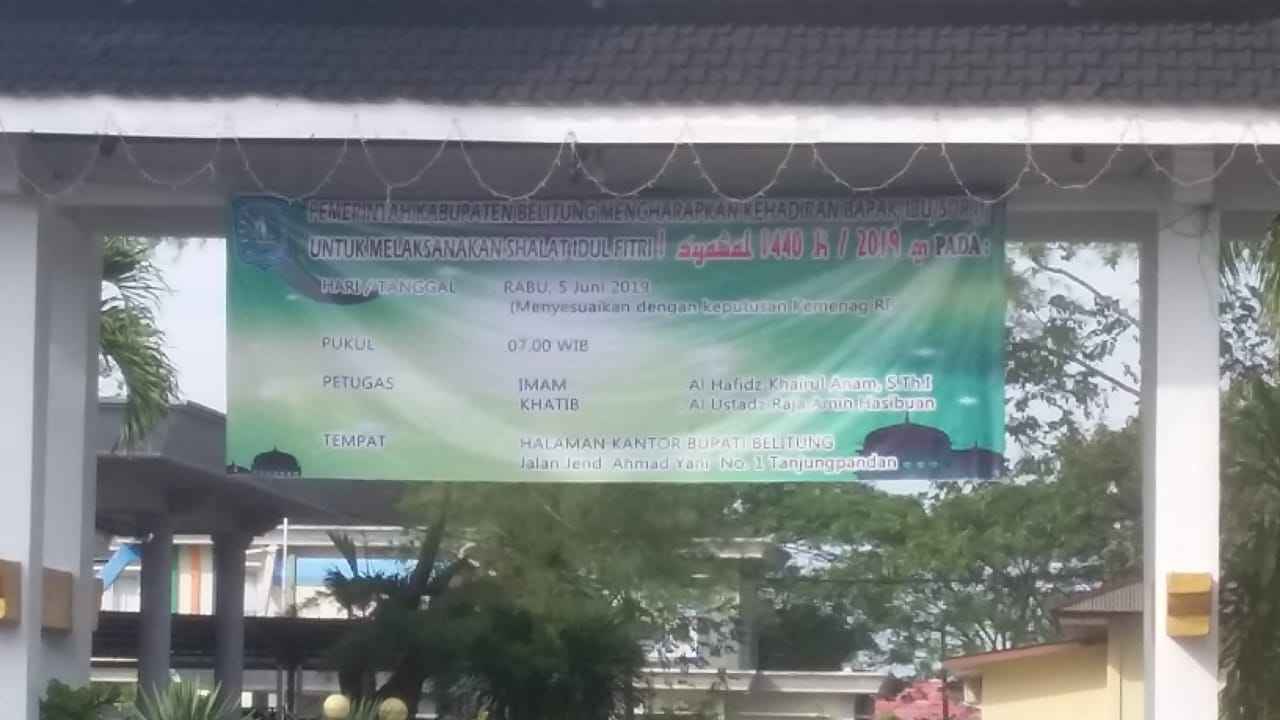 PEMERINTAH KABUPATEN BELITUNG MENGHARAPKAN KEHADIRAN BAPAK, IBU, SDR/I
UNTUK MELAKSANAKAN SHALAT IDUL FITRI 1 syawal 1440 h / 2019 m PADA :
HARI / TANGGAL RABU, 5 Juni 2019
(Menyesuaikan dengan keputusan Kemenag RI
PUKUL 07.00 WIB
PETUGAS IMAM Al Hafidz Khairul Anam, S.Th.I
KHATIB Al Ustadz Raja Amin Hasibuan
TEMPAT HALAMAN KANTOR BUPATI BELITUNG
Jalan Jend. Ahmad Yani No. 1 Tanjungpandan